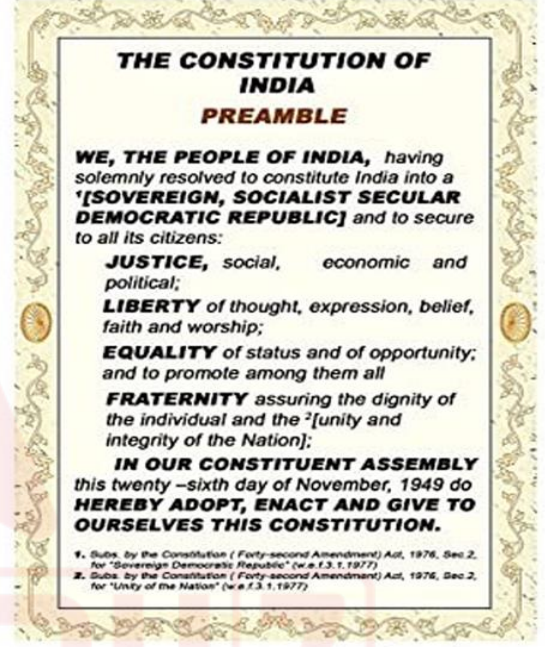 THE CONSTITUTION OF
INDIA
PREAMBLE
WE, THE PEOPLE OF INDIA, having
solemnly resolved to constitute India into a
¹[SOVEREIGN, SOCIALIST SECULAR
DEMOCRATIC REPUBLIC] and to secure
to all its citizens:
JUSTICE, social, economic and
political;
LIBERTY of thought, expression, belief,
faith and worship;
EQUALITY of status and of opportunity;
and to promote among them all
FRATERNITY assuring the dignity of
the individual and the ²[unity and
integrity of the Nation];
IN OUR CONSTITUENT ASSEMBLY
this twenty –sixth day of November, 1949 do
HEREBY ADOPT, ENACT AND GIVE TO
OURSELVES THIS CONSTITUTION.
1. Subs. by the Constitution ( Forty-second Amendment) Act, 1976, Sec.2,
for "Sovereign Democratic Republic" (w.e.f.3.1.1977)
2. Subs. by the Constitution ( Forty-second Amendment) Act, 1976, Sec.2,
for "Unity of the Nation" (w.e.f.3.1.1977)